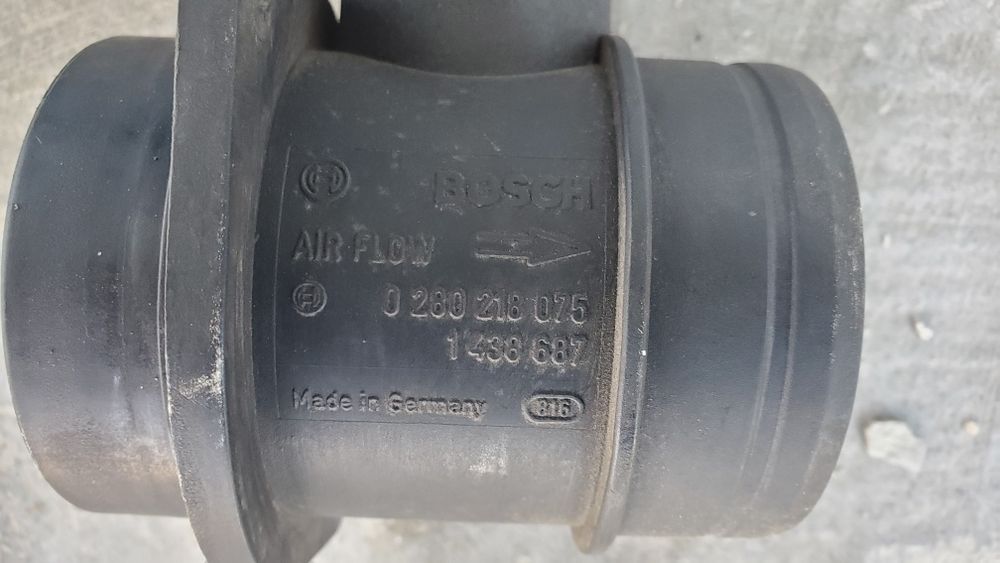 BOSCH
AIR FLOW
0 280 218 075
1 438 687
Made in Germany 816